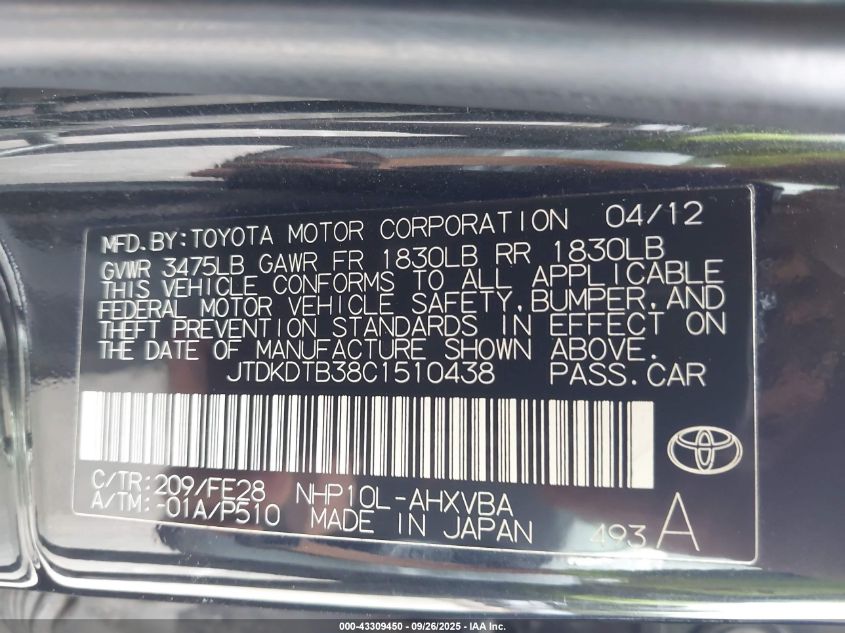 MFD.BY:TOYOTA MOTOR CORPORATION 04/12
GVWR 3475LB GAWR FR 1830LB RR 1830LB
THIS VEHICLE CONFORMS TO ALL APPLICABLE
FEDERAL MOTOR VEHICLE SAFETY,BUMPER,AND
THEFT PREVENTION STANDARDS IN EFFECT ON
THE DATE OF MANUFACTURE SHOWN ABOVE.
JTDKDTB38C1510438 PASS.CAR
C/TR:209/FE28 NHP10L-AHXVBA
A/TM:-01A/P510 MADE IN JAPAN 493 A
000-43309450 - 09/26/2025 - IAA Inc.